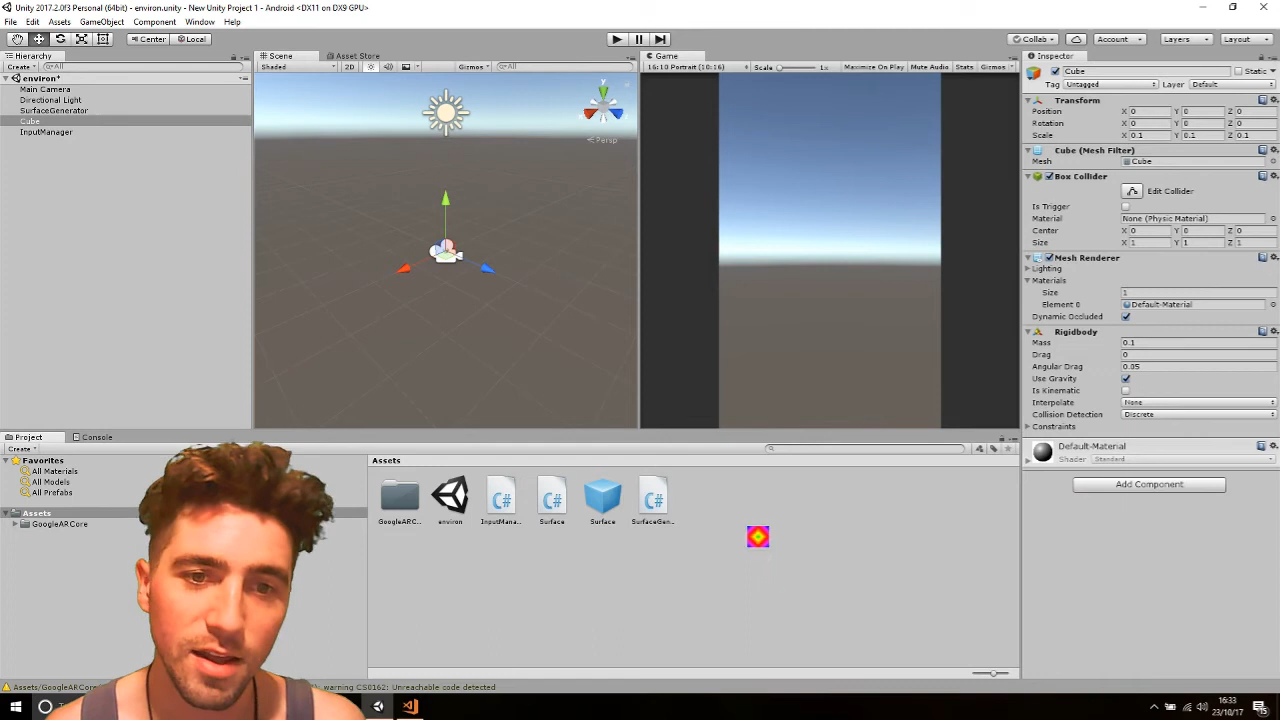 Unity 2017.2.0f3 Personal (64bit) - environ.unity - New Unity Project - Android <DX11 on DX9 GPU>
File Edit Assets GameObject Component Window Help
Center Local Collab Account Layers Layout
Hierarchy Scene Asset Store Game Inspector
Create All Shaded 2D Gizmos All 16:10 Portrait (10:16) Scale 1x Maximize On Play Mute Audio Stats Gizmos Cube Static
environ*
Tag Untagged Layer Default
Main Camera
Directional Light
SurfaceGenerator
Cube
InputManager
y
Persp
Transform
Position X 0 Y 0 Z 0
Rotation X 0 Y 0 Z 0
Scale X 0.1 Y 0.1 Z 0.1
Cube (Mesh Filter)
Mesh Cube
Box Collider
Edit Collider
Is Trigger
Material None (Physic Material)
Center X 0 Y 0 Z 0
Size X 1 Y 1 Z 1
Mesh Renderer
Lighting
Materials
Size 1
Element 0 Default-Material
Dynamic Occluded
Rigidbody
Mass 0.1
Drag 0
Angular Drag 0.05
Use Gravity
Is Kinematic
Interpolate None
Collision Detection Discrete
Constraints
Default-Material
Shader Standard
Add Component
Project Console
Create
Favorites
All Materials
All Models
All Prefabs
Assets
GoogleARCore
Assets
GoogleARC... environ InputMana... Surface Surface SurfaceGen...
Assets/GoogleARCore warning CS0162: Unreachable code detected
16:33
23/10/17
5